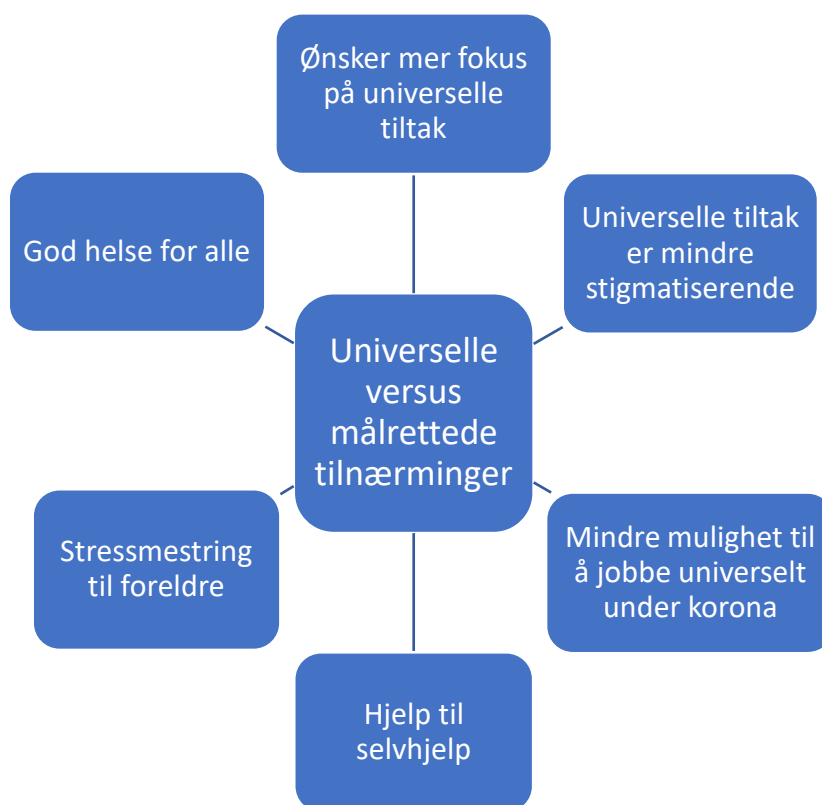 Ønsker mer fokus
på universelle
tiltak
God helse for alle
Universelle tiltak
er mindre
stigmatiserende
Universelle
versus
målrettede
tilnærminger
Stressmestring
til foreldre
Mindre mulighet til
å jobbe universelt
under korona
Hjelp til
selvhjelp